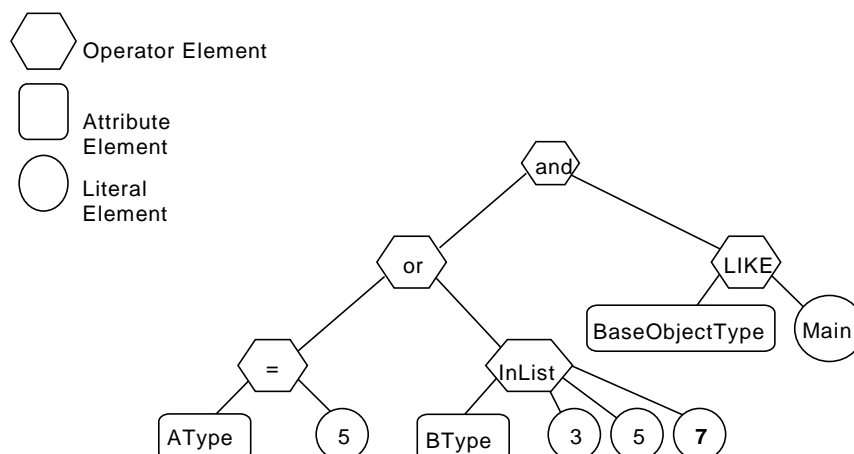 Operator Element
Attribute
Element
Literal
Element
and
or
LIKE
BaseObjectType
Main
=
InList
AType
5
BType
3
5
7